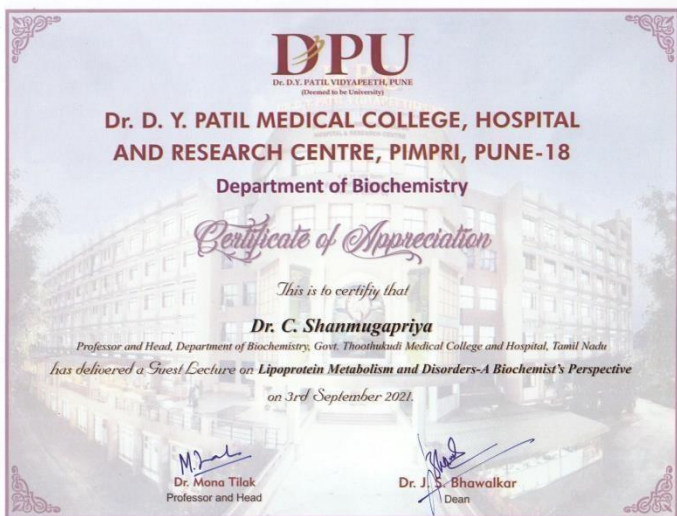 DPU
Dr. D.Y. PATIL VIDYAPEETH, PUNE
(Deemed to be University)
Dr. D. Y. PATIL MEDICAL COLLEGE, HOSPITAL
AND RESEARCH CENTRE, PIMPRI, PUNE-18
Department of Biochemistry
Certificate of Appreciation
This is to certifiy that
Dr. C. Shanmugapriya
Professor and Head, Department of Biochemistry, Govt. Thoothukudi Medical College and Hospital, Tamil Nadu
has delivered a Guest Lecture on Lipoprotein Metabolism and Disorders-A Biochemist's Perspective
on 3rd September 2021.
Dr. Mona Tilak
Professor and Head
Dr. J. S. Bhawalkar
Dean